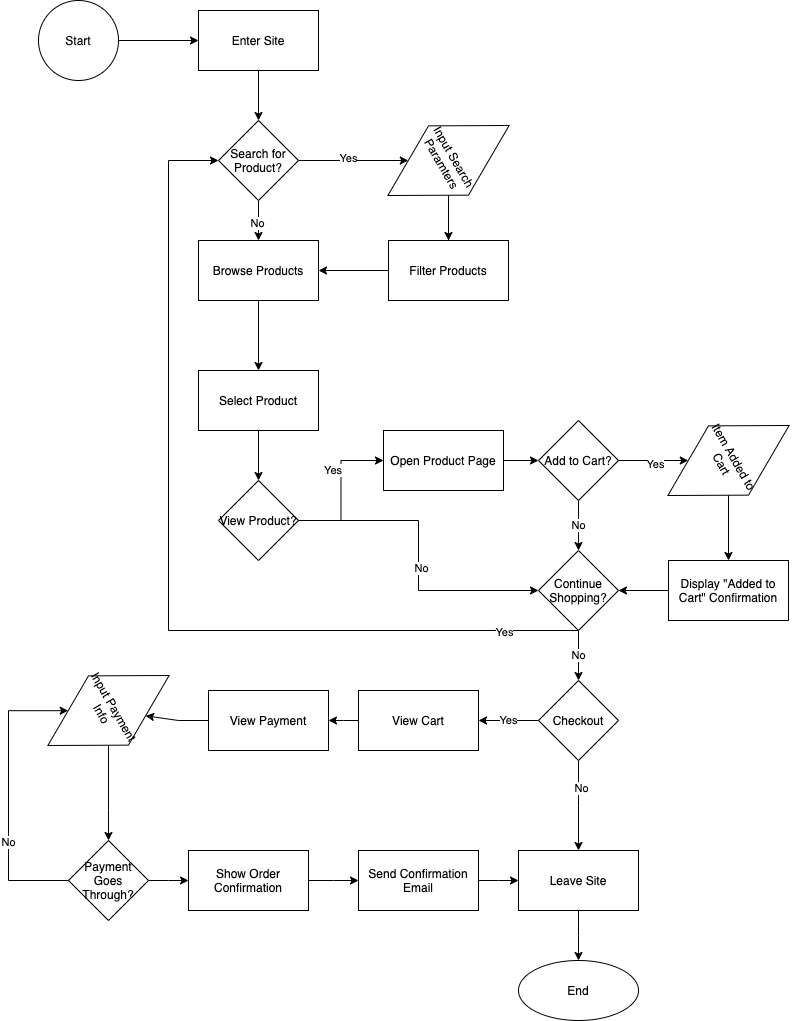 Start
Enter Site
Search for
Product?
Yes
Input Search
Paramters
No
Browse Products
Filter Products
Select Product
View Product?
Yes
Open Product Page
Add to Cart?
Yes
Item Added to
Cart
No
No
Continue
Shopping?
Display "Added to
Cart" Confirmation
Yes
No
Input Payment
Info
View Payment
View Cart
Yes
Checkout
No
No
Payment
Goes
Through?
Show Order
Confirmation
Send Confirmation
Email
Leave Site
End